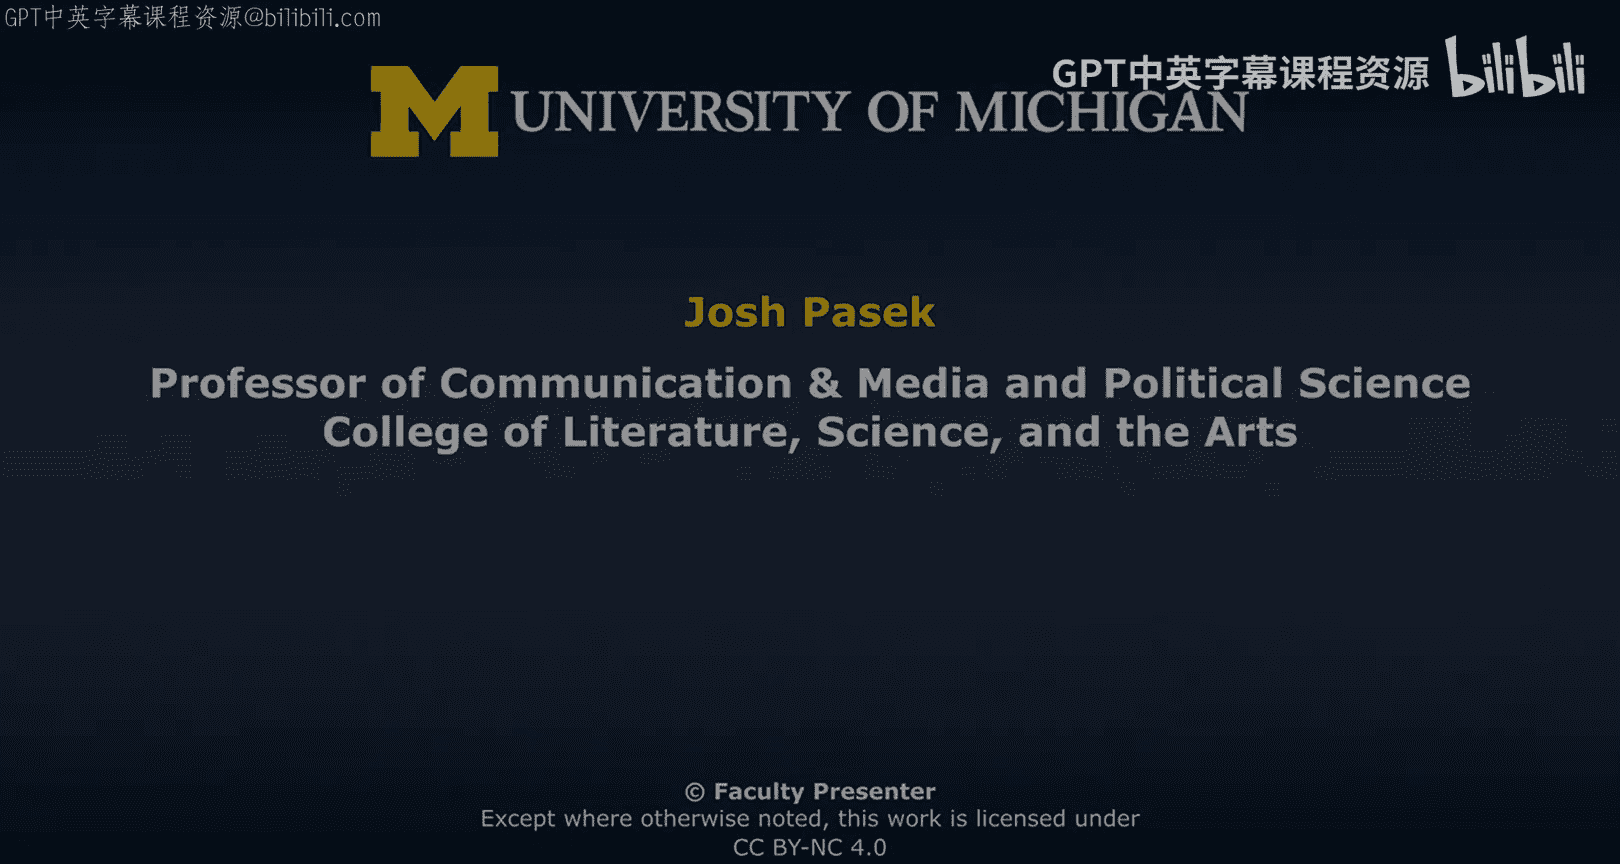 GPT中英字幕课程资源@bilibili.com
GPT中英字幕课程资源 bilibili
M UNIVERSITY OF MICHIGAN
Josh Pasek
Professor of Communication & Media and Political Science
College of Literature, Science, and the Arts
© Faculty Presenter
Except where otherwise noted, this work is licensed under
CC BY-NC 4.0